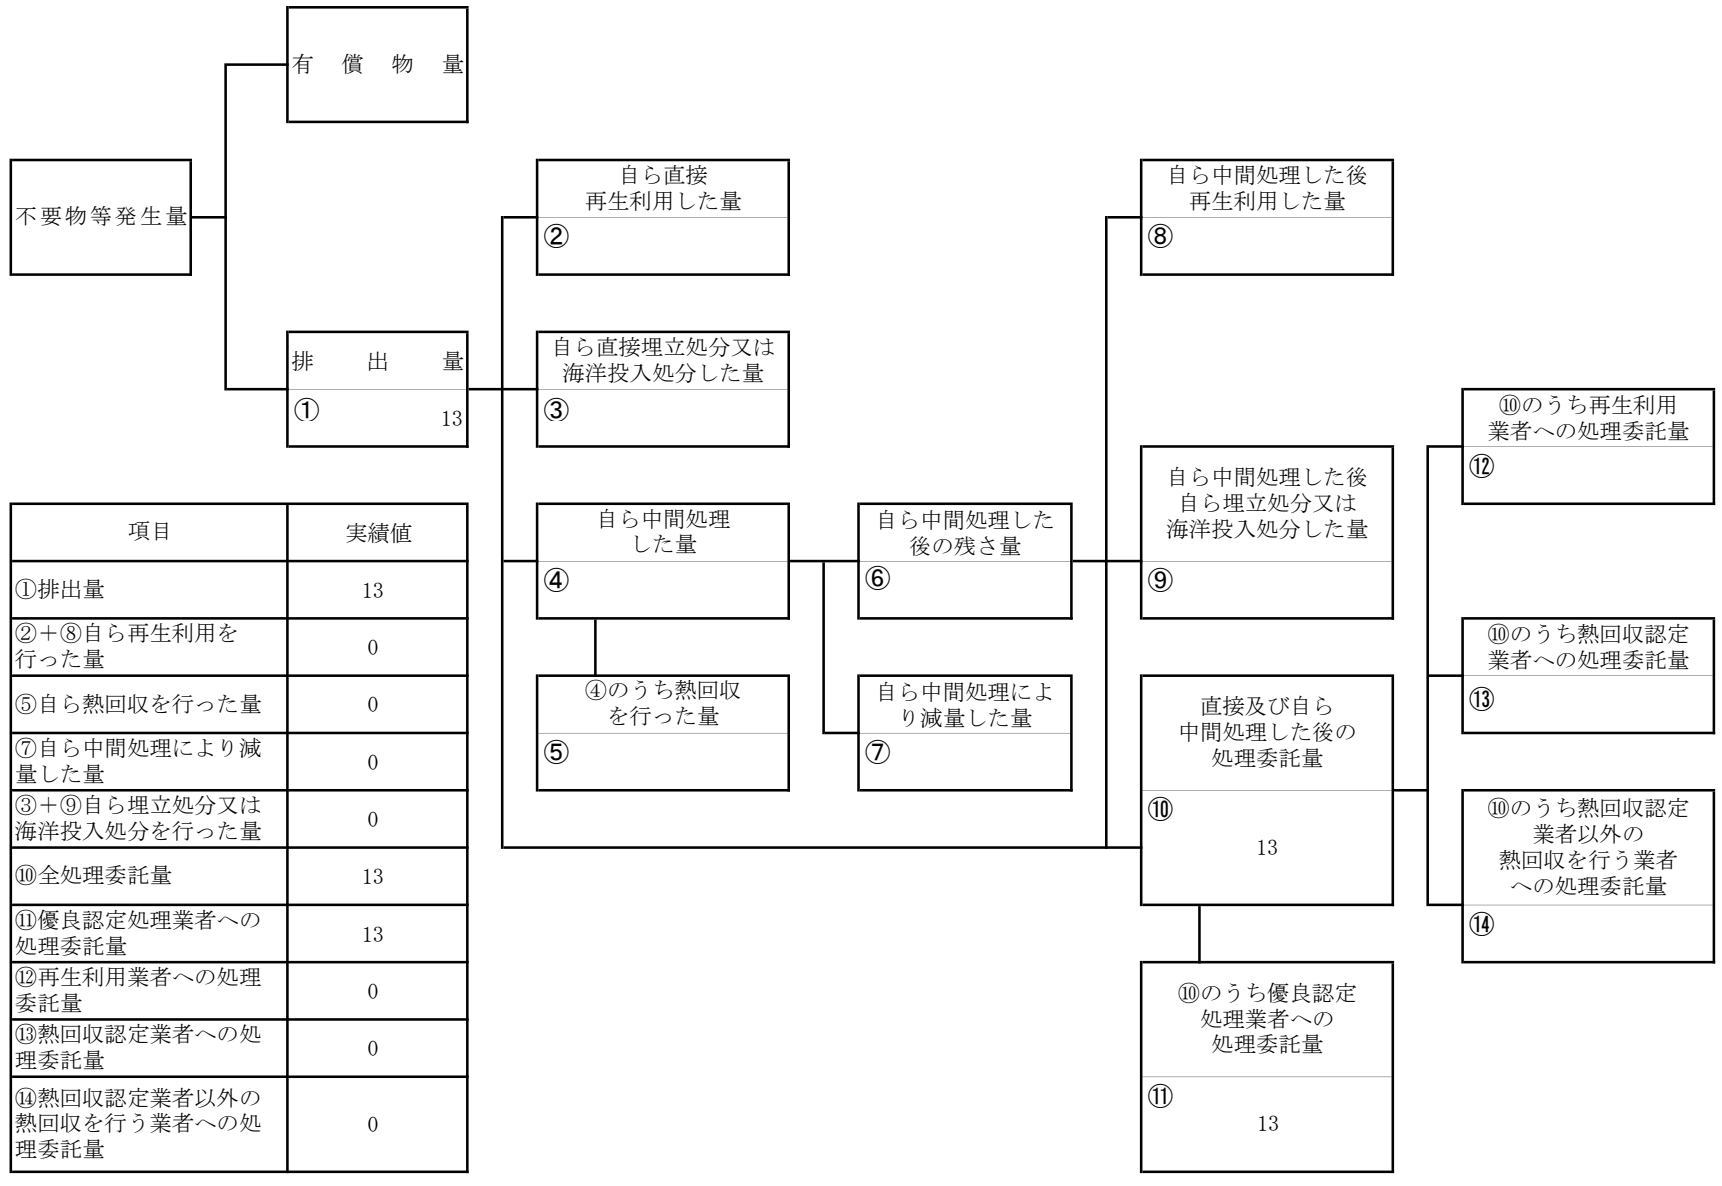 有償物量
不要物等発生量
排出量
①
13
自ら直接
再生利用した量
②
自ら直接埋立処分又は
海洋投入処分した量
③
自ら中間処理
した量
④
④のうち熱回収
を行った量
⑤
自ら中間処理した
後の残さ量
⑥
自ら中間処理によ
り減量した量
⑦
自ら中間処理した後
再生利用した量
⑧
自ら中間処理した後
自ら埋立処分又は
海洋投入処分した量
⑨
直接及び自ら
中間処理した後の
処理委託量
⑩
13
⑩のうち優良認定
処理業者への
処理委託量
⑪
13
⑩のうち再生利用
業者への処理委託量
⑫
⑩のうち熱回収認定
業者への処理委託量
⑬
⑩のうち熱回収認定
業者以外の
熱回収を行う業者
への処理委託量
⑭
項目 実績値
①排出量 13
②＋⑧自ら再生利用を
行った量 0
⑤自ら熱回収を行った量 0
⑦自ら中間処理により減
量した量 0
③＋⑨自ら埋立処分又は
海洋投入処分を行った量 0
⑩全処理委託量 13
⑪優良認定処理業者への
処理委託量 13
⑫再生利用業者への処理
委託量 0
⑬熱回収認定業者への処
理委託量 0
⑭熱回収認定業者以外の
熱回収を行う業者への処
理委託量 0